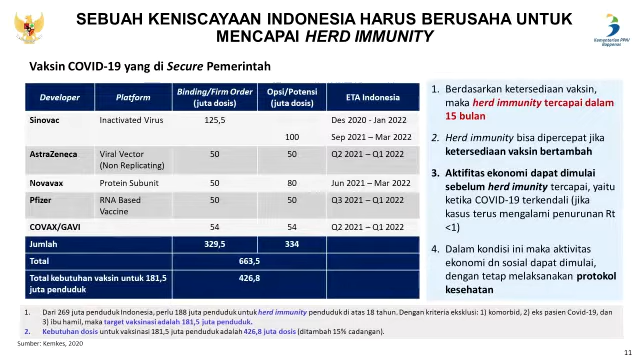 SEBUAH KENISCAYAAN INDONESIA HARUS BERUSAHA UNTUK
MENCAPAI HERD IMMUNITY
Kementerian PPN/
Bappenas
Vaksin COVID-19 yang di Secure Pemerintah
Developer Platform Binding/Firm Order (juta dosis) Opsi/Potensi (juta dosis) ETA Indonesia
Sinovac Inactivated Virus 125,5 Des 2020 - Jan 2022
100 Sep 2021 – Mar 2022
AstraZeneca Viral Vector (Non Replicating) 50 50 Q2 2021 – Q1 2022
Novavax Protein Subunit 50 80 Jun 2021 – Mar 2022
Pfizer RNA Based Vaccine 50 50 Q3 2021 – Q1 2022
COVAX/GAVI 54 54 Q2 2021 – Q1 2022
Jumlah 329,5 334
Total 663,5
Total kebutuhan vaksin untuk 181,5 juta penduduk 426,8
1. Berdasarkan ketersediaan vaksin,
maka herd immunity tercapai dalam
15 bulan
2. Herd immunity bisa dipercepat jika
ketersediaan vaksin bertambah
3. Aktifitas ekonomi dapat dimulai
sebelum herd imunity tercapai, yaitu
ketika COVID-19 terkendali (jika
kasus terus mengalami penurunan Rt
<1)
4. Dalam kondisi ini maka aktivitas
ekonomi dn sosial dapat dimulai,
dengan tetap melaksanakan protokol
kesehatan
1. Dari 269 juta penduduk Indonesia, perlu 188 juta penduduk untuk herd immunity penduduk di atas 18 tahun. Dengan kriteria eksklusi: 1) komorbid, 2) eks pasien Covid-19, dan
3) ibu hamil, maka target vaksinasi adalah 181,5 juta penduduk.
2. Kebutuhan dosis untuk vaksinasi 181,5 juta penduduk adalah 426,8 juta dosis (ditambah 15% cadangan).
Sumber: Kemkes, 2020
11